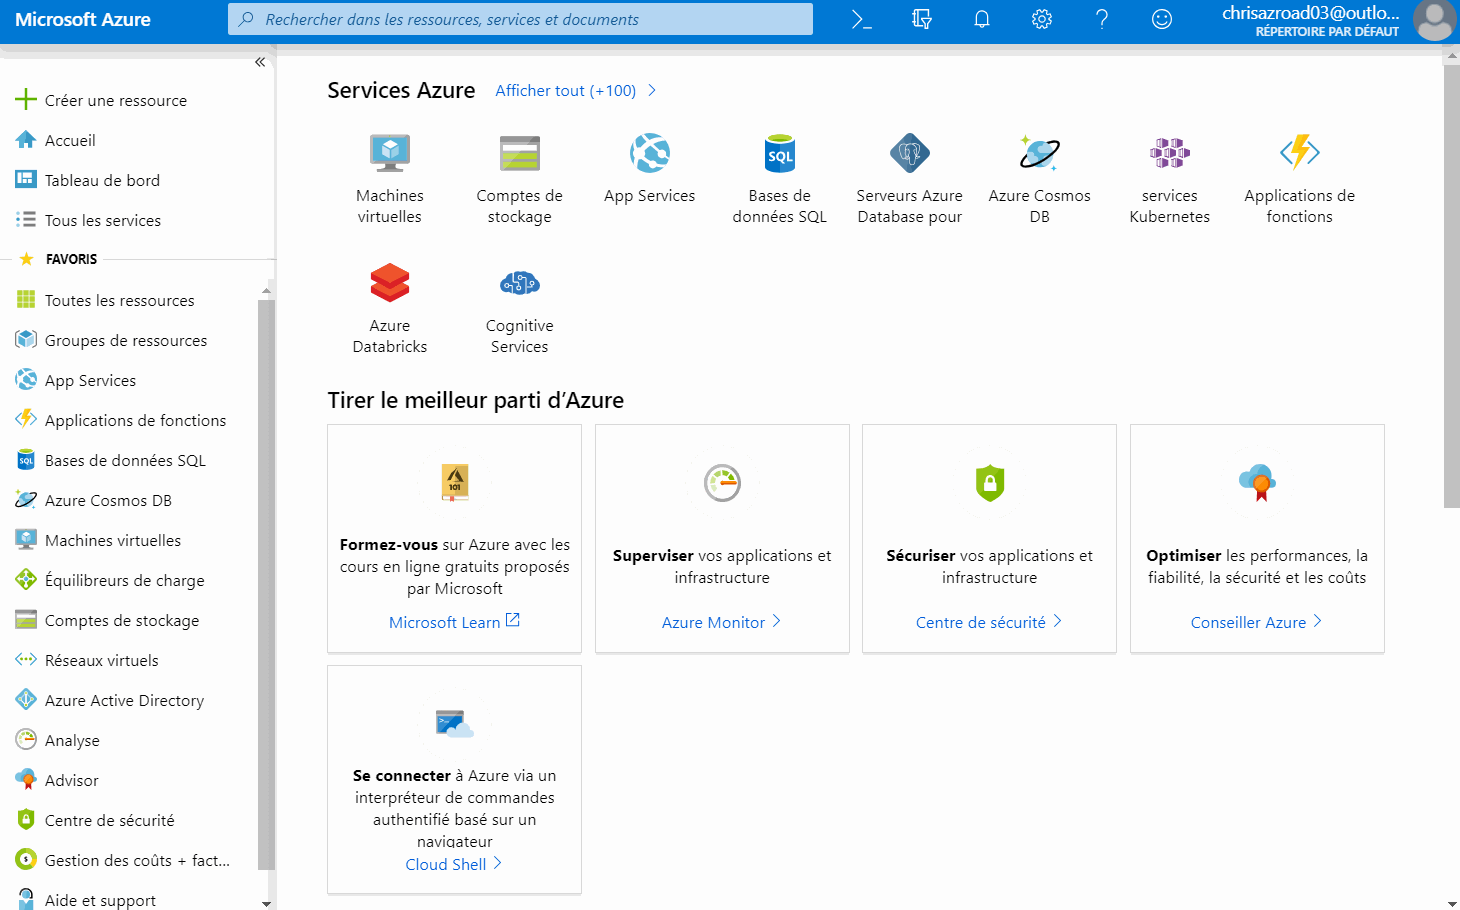 Microsoft Azure
Rechercher dans les ressources, services et documents
chrisazroad03@outlo...
RÉPERTOIRE PAR DÉFAUT
Créer une ressource
Accueil
Tableau de bord
Tous les services
FAVORIS
Toutes les ressources
Groupes de ressources
App Services
Applications de fonctions
Bases de données SQL
Azure Cosmos DB
Machines virtuelles
Équilibreurs de charge
Comptes de stockage
Réseaux virtuels
Azure Active Directory
Analyse
Advisor
Centre de sécurité
Gestion des coûts + fact...
Aide et support
Services Azure
Afficher tout (+100)
Machines
virtuelles
Comptes de
stockage
App Services
SQL
Bases de
données SQL
Serveurs Azure
Database pour
Azure Cosmos
DB
services
Kubernetes
Applications de
fonctions
Azure
Databricks
Cognitive
Services
Tirer le meilleur parti d’Azure
101
Formez-vous sur Azure avec les
cours en ligne gratuits proposés
par Microsoft
Microsoft Learn
Superviser vos applications et
infrastructure
Azure Monitor
Sécuriser vos applications et
infrastructure
Centre de sécurité
Optimiser les performances, la
fiabilité, la sécurité et les coûts
Conseiller Azure
Se connecter à Azure via un
interpréteur de commandes
authentifié basé sur un
navigateur
Cloud Shell